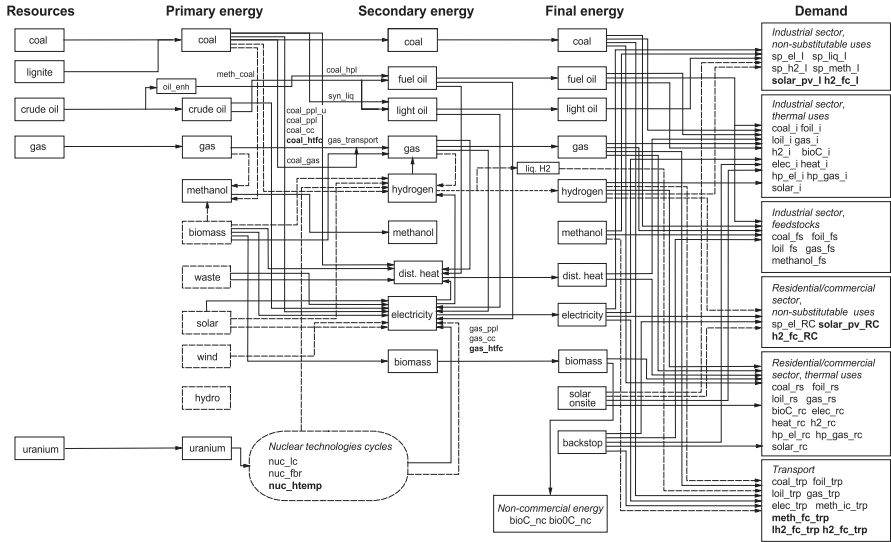 Resources
Primary energy
Secondary energy
Final energy
Demand
coal
lignite
crude oil
gas
uranium
coal
oil_enh
crude oil
gas
methanol
biomass
waste
solar
wind
hydro
uranium
meth_coal
coal_hpl
syn_liq
coal_ppl_u
coal_ppl
coal_cc
coal_htfc
gas_transport
coal_gas
Nuclear technologies cycles
nuc_lc
nuc_fbr
nuc_htemp
coal
fuel oil
light oil
gas
hydrogen
methanol
dist. heat
electricity
biomass
gas_ppl
gas_cc
gas_htfc
liq. H2
coal
fuel oil
light oil
gas
hydrogen
methanol
dist. heat
electricity
biomass
solar
onsite
backstop
Non-commercial energy
bioC_nc bio0C_nc
Industrial sector,
non-substitutable uses
sp_el_I sp_liq_I
sp_h2_I sp_meth_I
solar_pv_I h2_fc_I
Industrial sector,
thermal uses
coal_i foil_i
loil_i gas_i
h2_i bioC_i
elec_i heat_i
hp_el_i hp_gas_i
solar_i
Industrial sector,
feedstocks
coal_fs foil_fs
loil_fs gas_fs
methanol_fs
Residential/commercial
sector,
non-substitutable uses
sp_el_RC solar_pv_RC
h2_fc_RC
Residential/commercial
sector, thermal uses
coal_rs foil_rs
loil_rs gas_rs
bioC_rc elec_rc
heat_rc h2_rc
hp_el_rc hp_gas_rc
solar_rc
Transport
coal_trp foil_trp
loil_trp gas_trp
elec_trp meth_ic_trp
meth_fc_trp
lh2_fc_trp h2_fc_trp